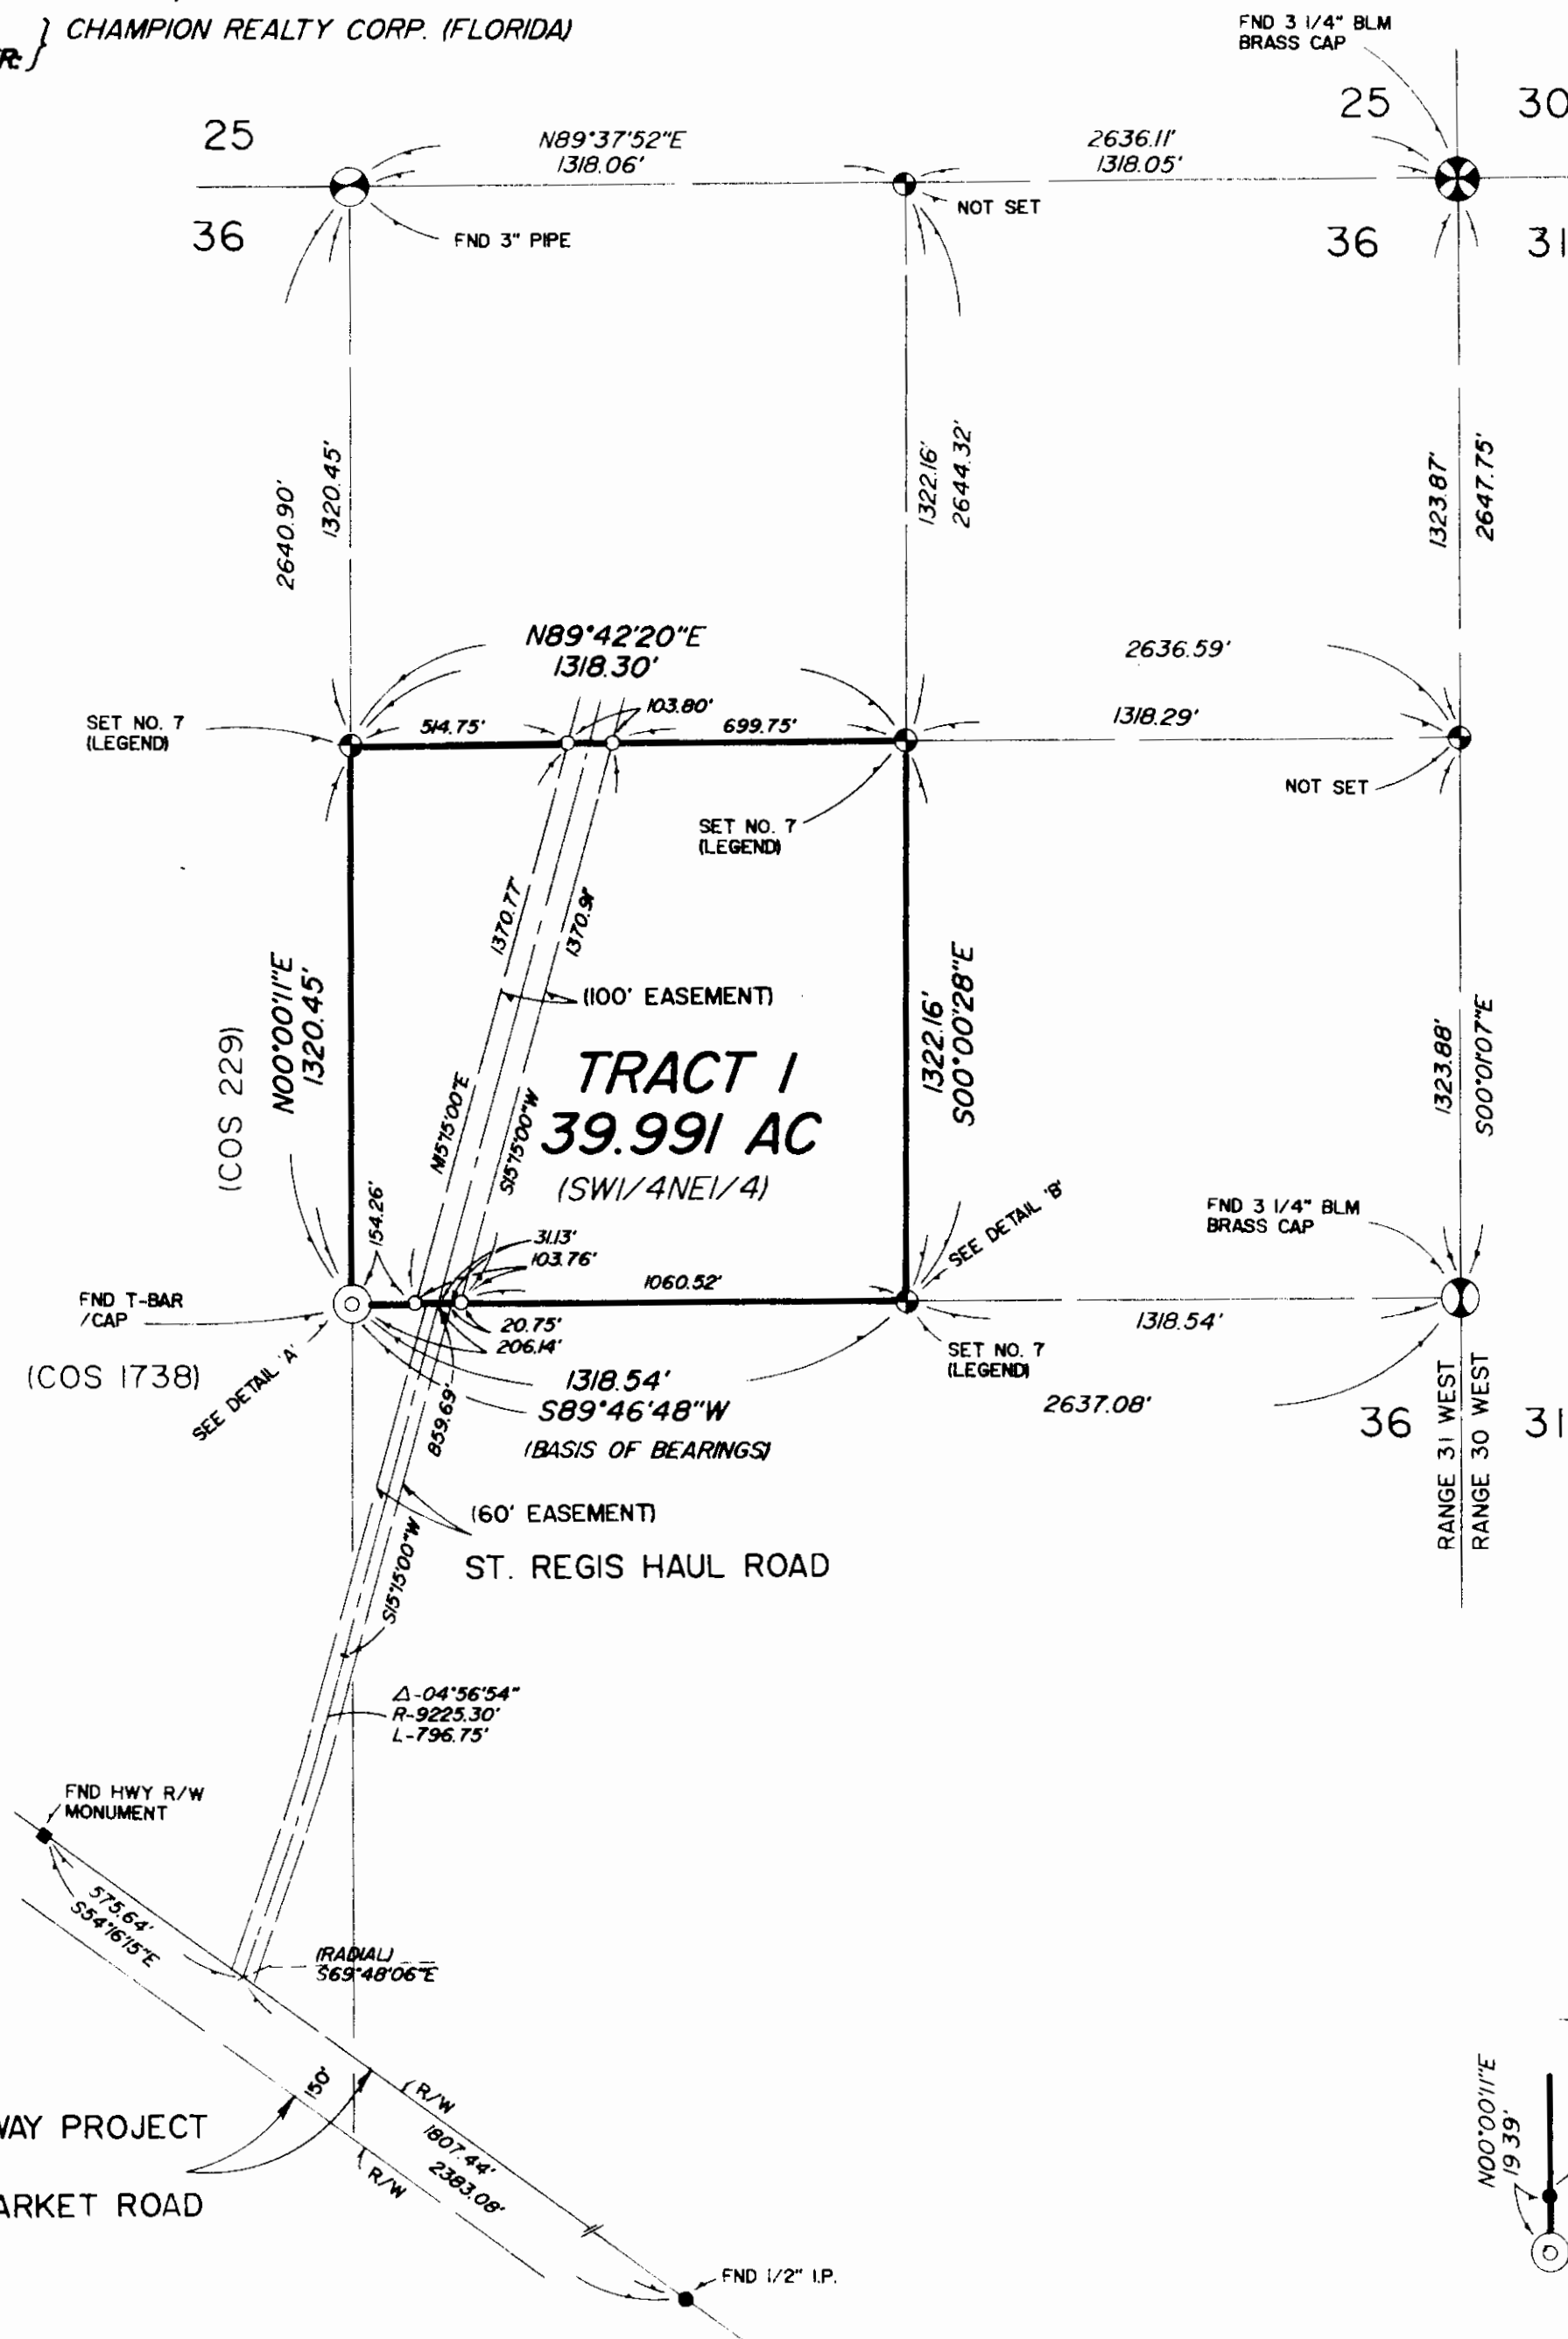 CHAMPION REALTY CORP. (FLORIDA)
R:
FND 3 1/4" BLM
BRASS CAP
25
25
30
N89°37'52"E
1318.06'
2636.11'
1318.05'
NOT SET
36
FND 3" PIPE
36
31
2640.90'
1320.45'
1322.16'
2644.32'
1323.87'
2647.75'
N89°42'20"E
1318.30'
2636.59'
SET NO. 7
(LEGEND)
514.75'
103.80'
699.75'
1318.29'
NOT SET
SET NO. 7
(LEGEND)
1370.77'
1370.91'
(100' EASEMENT)
(COS 229)
N00°00'11"E
1320.45'
TRACT 1
39.991 AC
(SW1/4NE1/4)
N15°15'00"E
S15°15'00"W
1322.16'
S00°00'28"E
1323.88'
S00°01'07"E
154.26'
31.13'
103.76'
1060.52'
SEE DETAIL 'B'
FND 3 1/4" BLM
BRASS CAP
FND T-BAR
/CAP
20.75'
206.14'
1318.54'
(COS 1738)
SEE DETAIL 'A'
1318.54'
S89°46'48"W
(BASIS OF BEARINGS)
SET NO. 7
(LEGEND)
2637.08'
859.69'
36
31
RANGE 31 WEST
RANGE 30 WEST
(60' EASEMENT)
ST. REGIS HAUL ROAD
S15°15'00"W
Δ-04°56'54"
R-9225.30'
L-796.75'
FND HWY R/W
MONUMENT
575.64'
S54°16'15"E
(RADIAL)
S69°48'06"E
150'
R/W
R/W
1807.44'
2383.08'
WAY PROJECT
ARKET ROAD
FND 1/2" I.P.
N00°00'11"E
19.39'